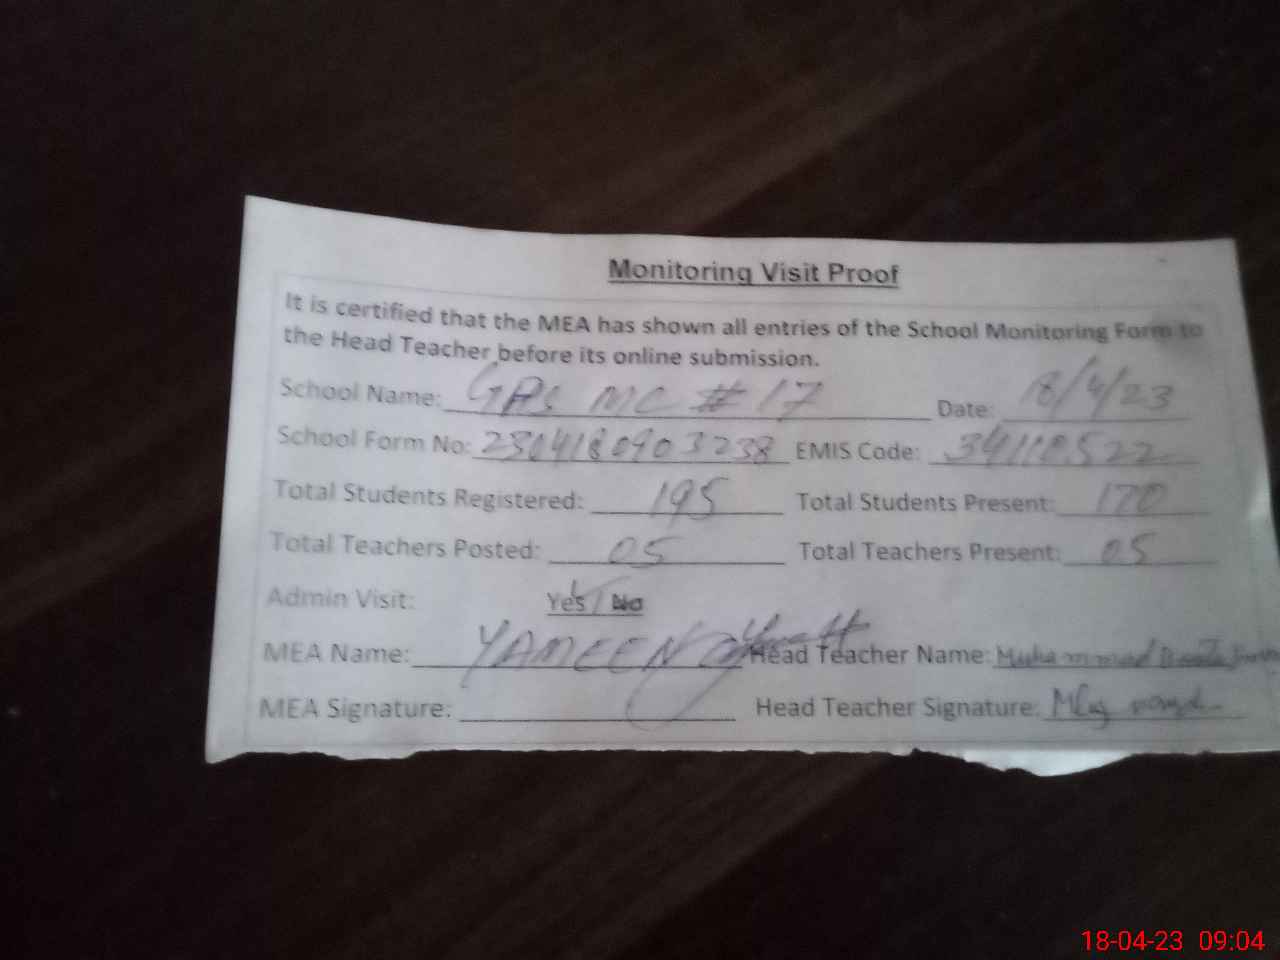 Monitoring Visit Proof
It is certified that the MEA has shown all entries of the School Monitoring Form to
the Head Teacher before its online submission.
School Name: GPS MC # 17 Date: 18/4/23
School Form No: 2304180903238 EMIS Code: 34110522
Total Students Registered: 195 Total Students Present: 170
Total Teachers Posted: 05 Total Teachers Present: 05
Admin Visit: Yes / No
MEA Name: YAMEEN Head Teacher Name: Muhammad
MEA Signature: Head Teacher Signature:
18-04-23 09:04